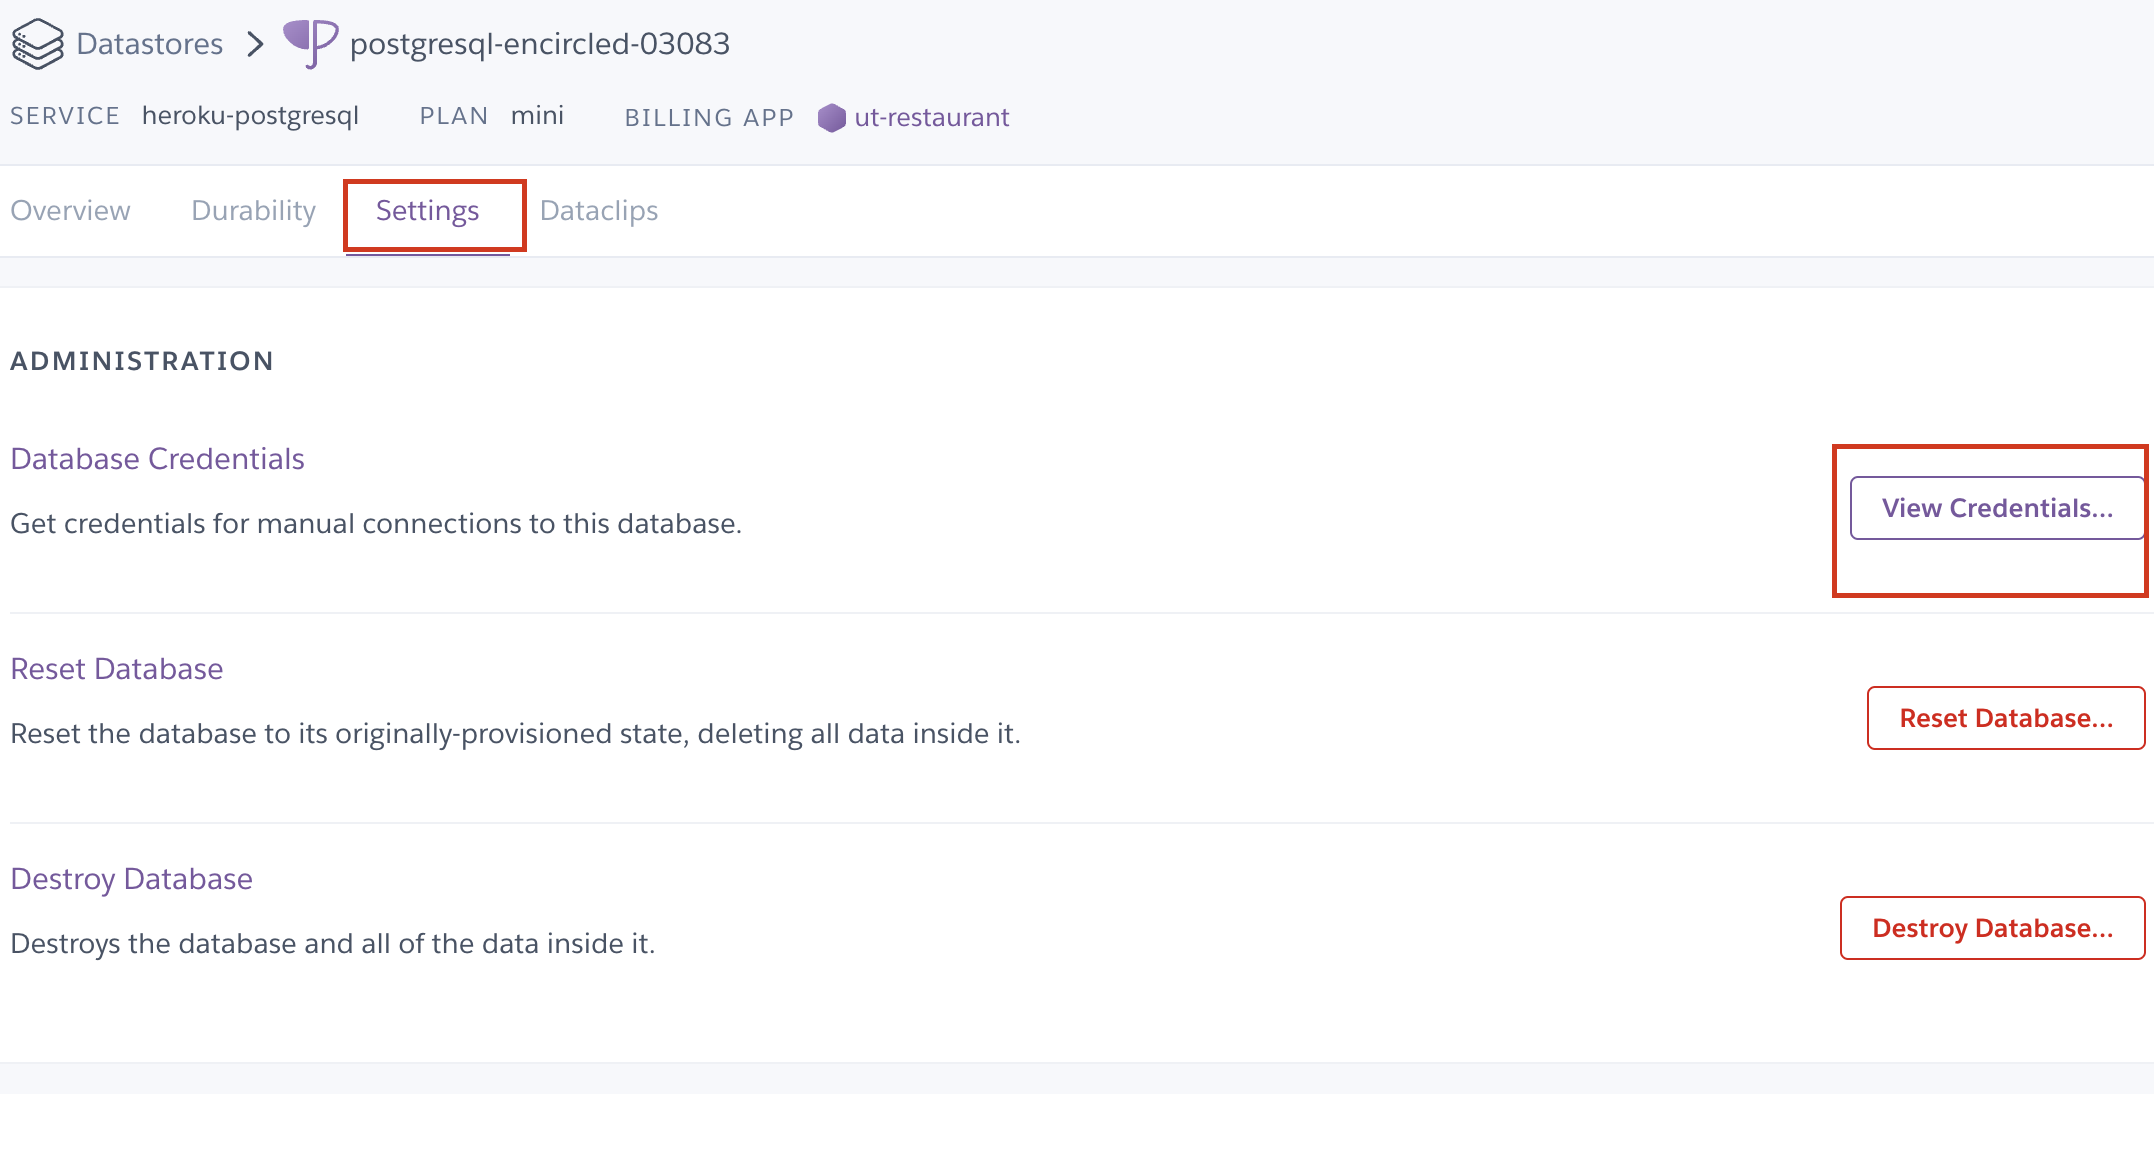 Datastores > postgresql-encircled-03083
SERVICE heroku-postgresql PLAN mini BILLING APP ut-restaurant
Overview Durability Settings Dataclips
ADMINISTRATION
Database Credentials
Get credentials for manual connections to this database.
View Credentials...
Reset Database
Reset the database to its originally-provisioned state, deleting all data inside it.
Reset Database...
Destroy Database
Destroys the database and all of the data inside it.
Destroy Database...